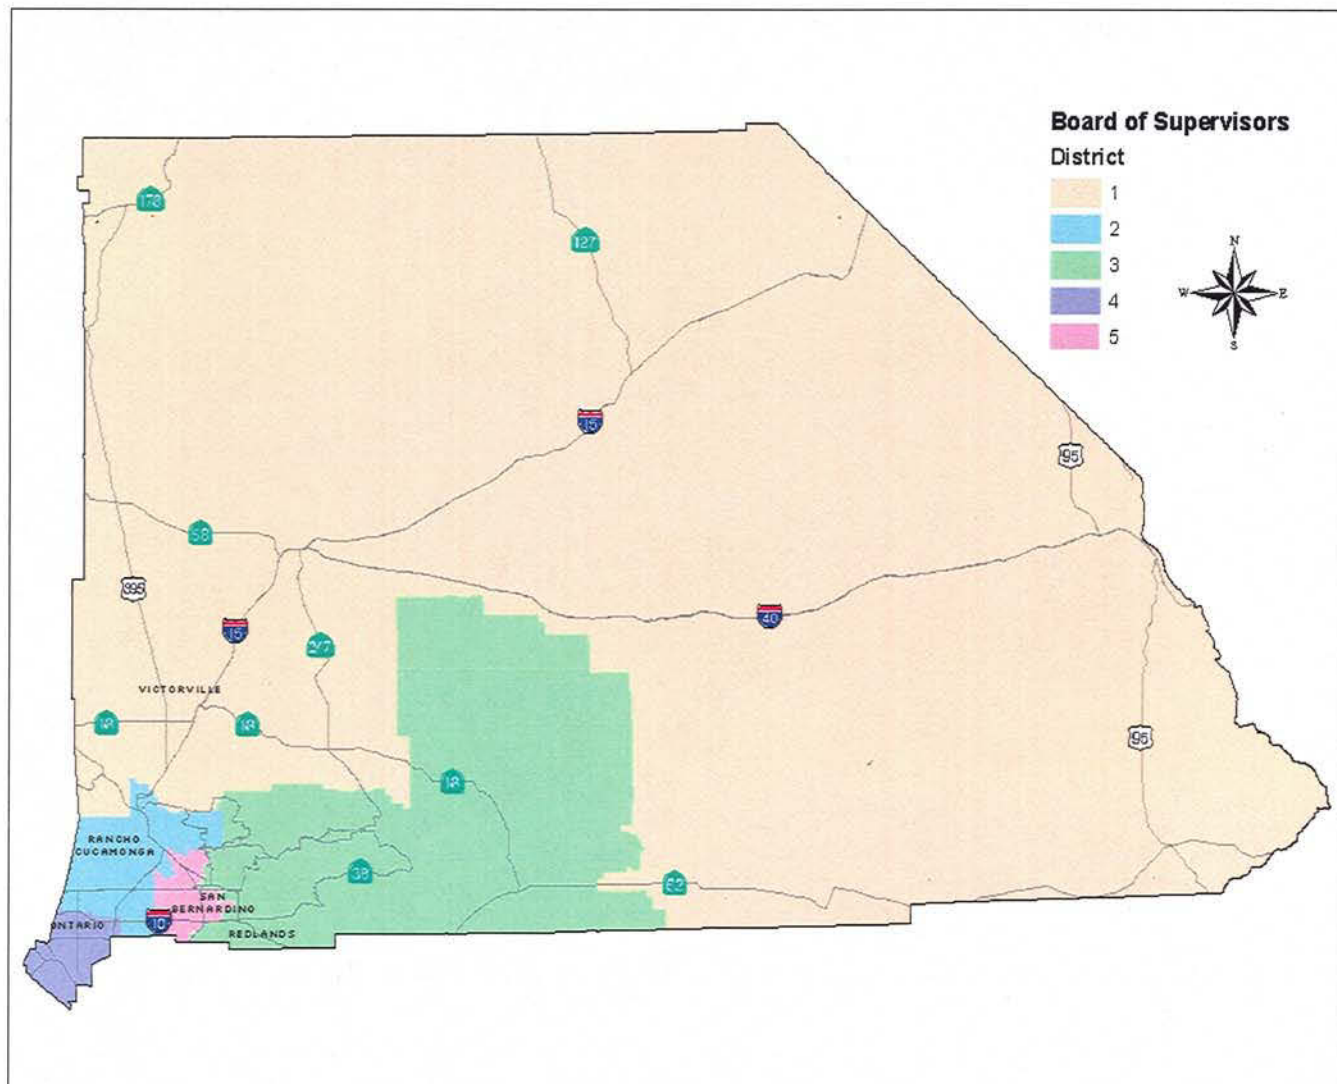 Board of Supervisors
District
1
2
3
4
5
N
W
E
S
178
127
15
95
58
395
15
247
40
VICTORVILLE
18
18
95
18
RANCHO
CUCAMONGA
38
62
SAN
BERNARDINO
10
ONTARIO
REDLANDS